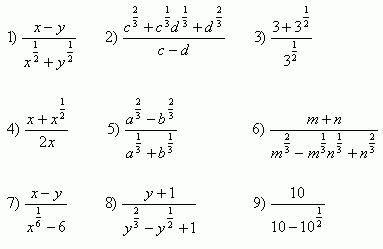 1) \frac{x-y}{x^{\frac{1}{2}}+y^{\frac{1}{2}}} 2) \frac{c^{\frac{2}{3}}+c^{\frac{1}{3}}d^{\frac{1}{3}}+d^{\frac{2}{3}}}{c-d} 3) \frac{3+3^{\frac{1}{2}}}{3^{\frac{1}{2}}}
4) \frac{x+x^{\frac{1}{2}}}{2x} 5) \frac{a^{\frac{2}{3}}-b^{\frac{2}{3}}}{a^{\frac{1}{3}}+b^{\frac{1}{3}}} 6) \frac{m+n}{m^{\frac{2}{3}}-m^{\frac{1}{3}}n^{\frac{1}{3}}+n^{\frac{2}{3}}}
7) \frac{x-y}{x^{\frac{1}{6}}-6} 8) \frac{y+1}{y^{\frac{2}{3}}-y^{\frac{1}{2}}+1} 9) \frac{10}{10-10^{\frac{1}{2}}}